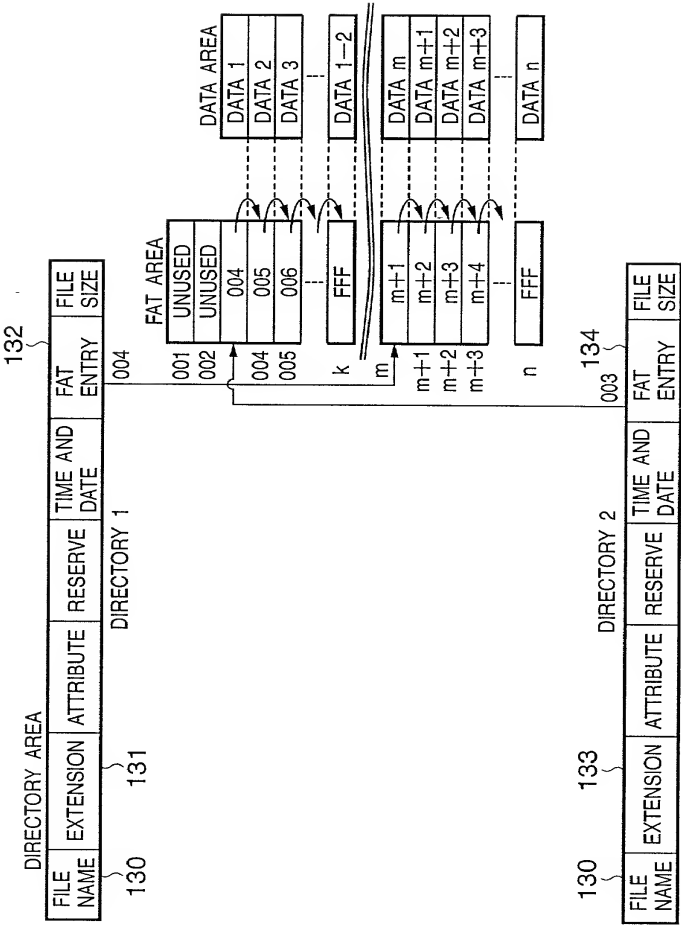 DIRECTORY AREA
FILE NAME
EXTENSION
ATTRIBUTE
RESERVE
TIME AND DATE
FAT ENTRY
FILE SIZE
130
131
132
DIRECTORY 1
004
FAT AREA
001 UNUSED
002 UNUSED
004
004 005
005 006
k FFF
m m+1
m+1 m+2
m+2 m+3
m+3 m+4
n FFF
DATA AREA
DATA 1
DATA 2
DATA 3
DATA 1-2
DATA m
DATA m+1
DATA m+2
DATA m+3
DATA n
DIRECTORY 2
003
134
FILE NAME
EXTENSION
ATTRIBUTE
RESERVE
TIME AND DATE
FAT ENTRY
FILE SIZE
130
133